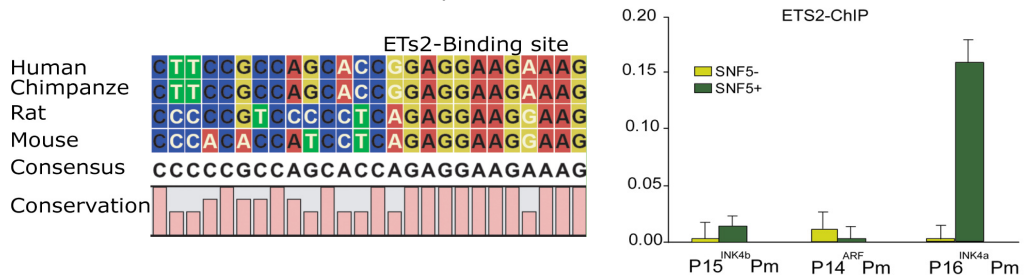 ETs2-Binding site
Human CTTCCGCCAGCACCGGAGGAAGAAAG
Chimpanze CTTCCGCCAGCACCGGAGGAAGAAAG
Rat CCCCCGTCCCCCTCAGAGGAAGGAAG
Mouse CCCACACCATCCTCAGAGGAAGGAAG
Consensus CCCCCGCCAGCACCAGAGGAAGAAAG
Conservation
ETS2-ChIP
0.20
0.15
0.10
0.05
0.00
SNF5-
SNF5+
P15INK4b Pm P14ARF Pm P16INK4a Pm